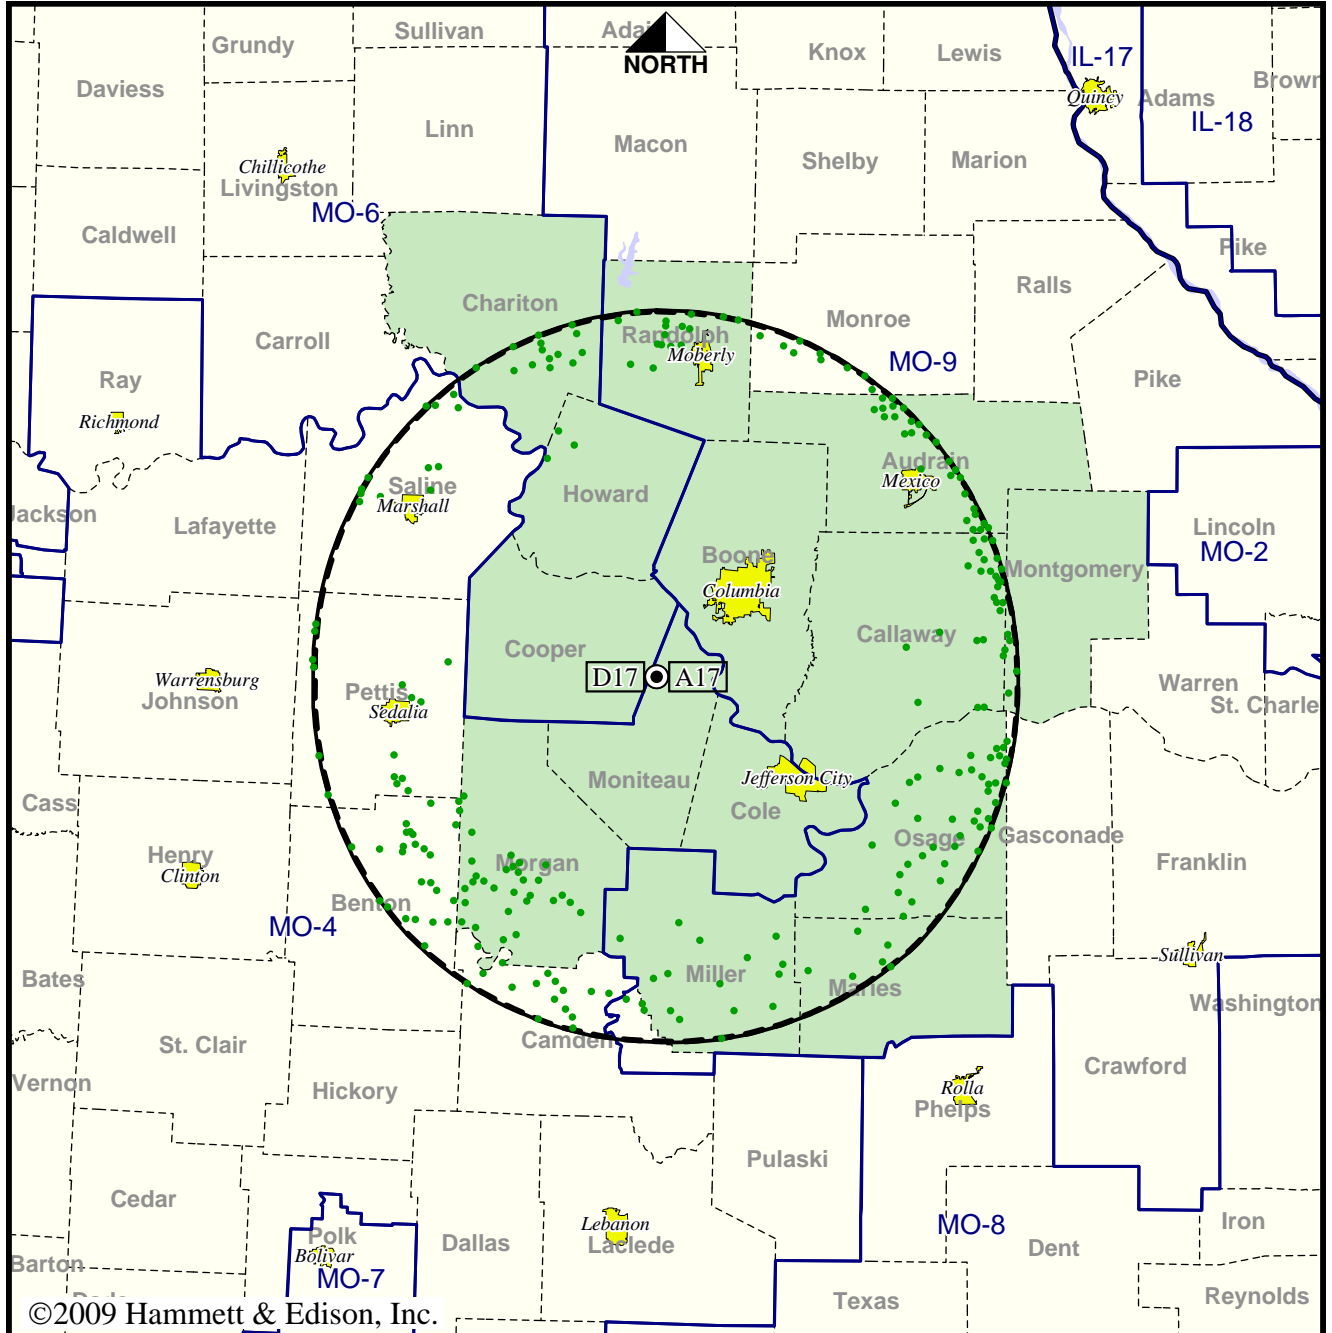 Sullivan
Adai
Grundy
Knox
Lewis
NORTH
IL-17
Brown
Daviess
Quincy
Adams
IL-18
Linn
Macon
Shelby
Marion
Chillicothe
Livingston
MO-6
Caldwell
Pike
Ralls
Chariton
Monroe
Randolph
Moberly
Carroll
MO-9
Ray
Pike
Richmond
Audrain
Mexico
Saline
Marshall
Howard
Jackson
Lafayette
Lincoln
MO-2
Boone
Columbia
Montgomery
Callaway
Cooper
D17
A17
Warrensburg
Johnson
Pettis
Sedalia
Warren
St. Charle
Moniteau
Jefferson City
Cole
Cass
Osage
Gasconade
Henry
Clinton
Morgan
Franklin
Benton
MO-4
Sullivan
Bates
Miller
Maries
Washington
St. Clair
Camden
Vernon
Hickory
Crawford
Rolla
Phelps
Pulaski
Cedar
Lebanon
Laclede
MO-8
Iron
Polk
Bolivar
MO-7
Dallas
Dent
Barton
Texas
Reynolds
©2009 Hammett & Edison, Inc.